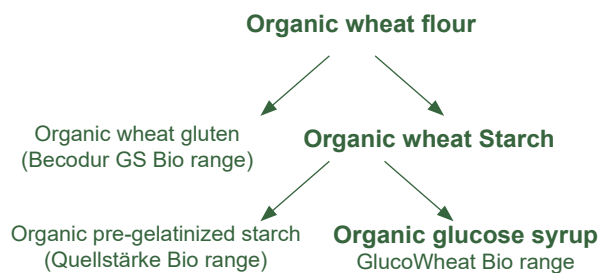 Organic wheat flour
Organic wheat gluten
(Becodur GS Bio range)
Organic wheat Starch
Organic pre-gelatinized starch
(Quellstärke Bio range)
Organic glucose syrup
GlucoWheat Bio range